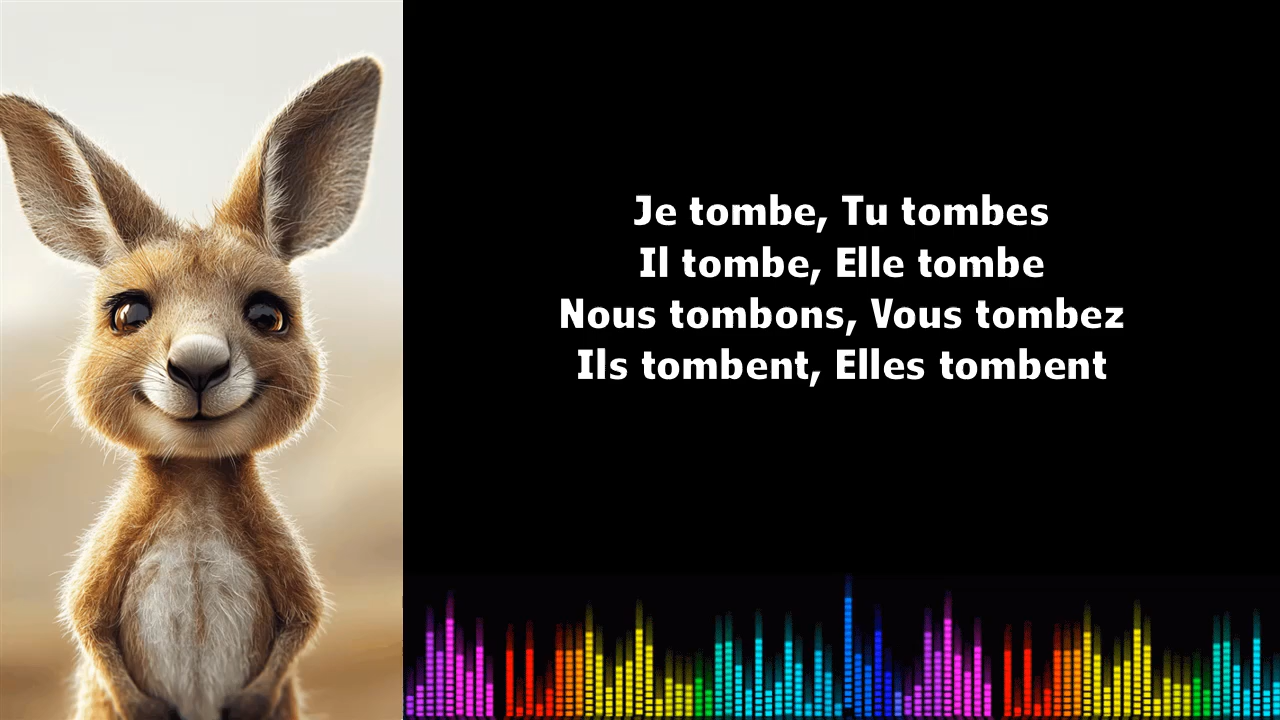 Je tombe, Tu tombes
Il tombe, Elle tombe
Nous tombons, Vous tombez
Ils tombent, Elles tombent